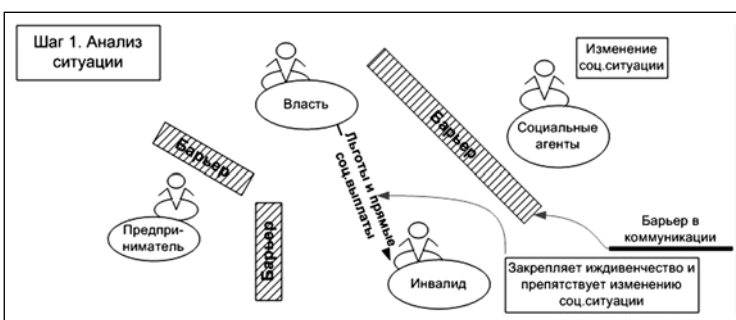 Шаг 1. Анализ
ситуации
Власть
Изменение
соц.ситуации
Социальные
агенты
Барьер
Барьер
Барьер
Льготы и прямые
соц.выплаты
Предпри-
ниматель
Инвалид
Барьер в
коммуникации
Закрепляет иждивенчество и
препятствует изменению
соц.ситуации